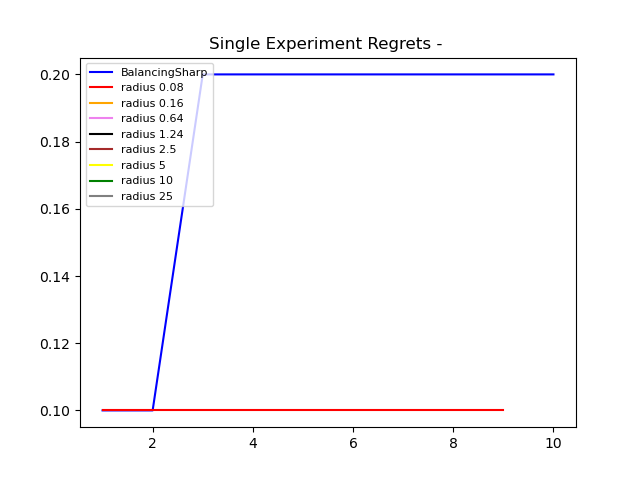 Single Experiment Regrets -
BalancingSharp
radius 0.08
radius 0.16
radius 0.64
radius 1.24
radius 2.5
radius 5
radius 10
radius 25
0.20
0.18
0.16
0.14
0.12
0.10
2 4 6 8 10